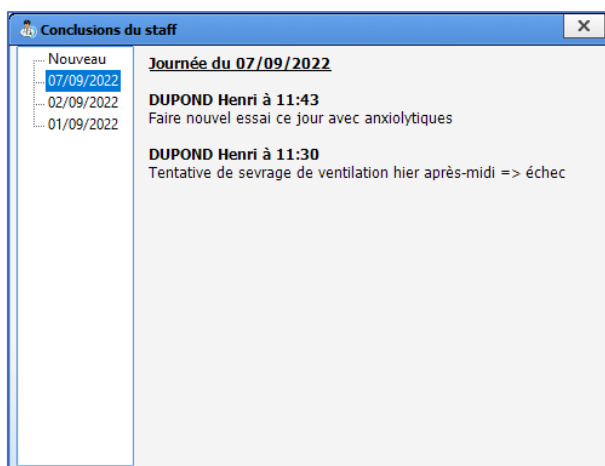 Conclusions du staff
Nouveau
07/09/2022
02/09/2022
01/09/2022
Journée du 07/09/2022
DUPOND Henri à 11:43
Faire nouvel essai ce jour avec anxiolytiques
DUPOND Henri à 11:30
Tentative de sevrage de ventilation hier après-midi => échec